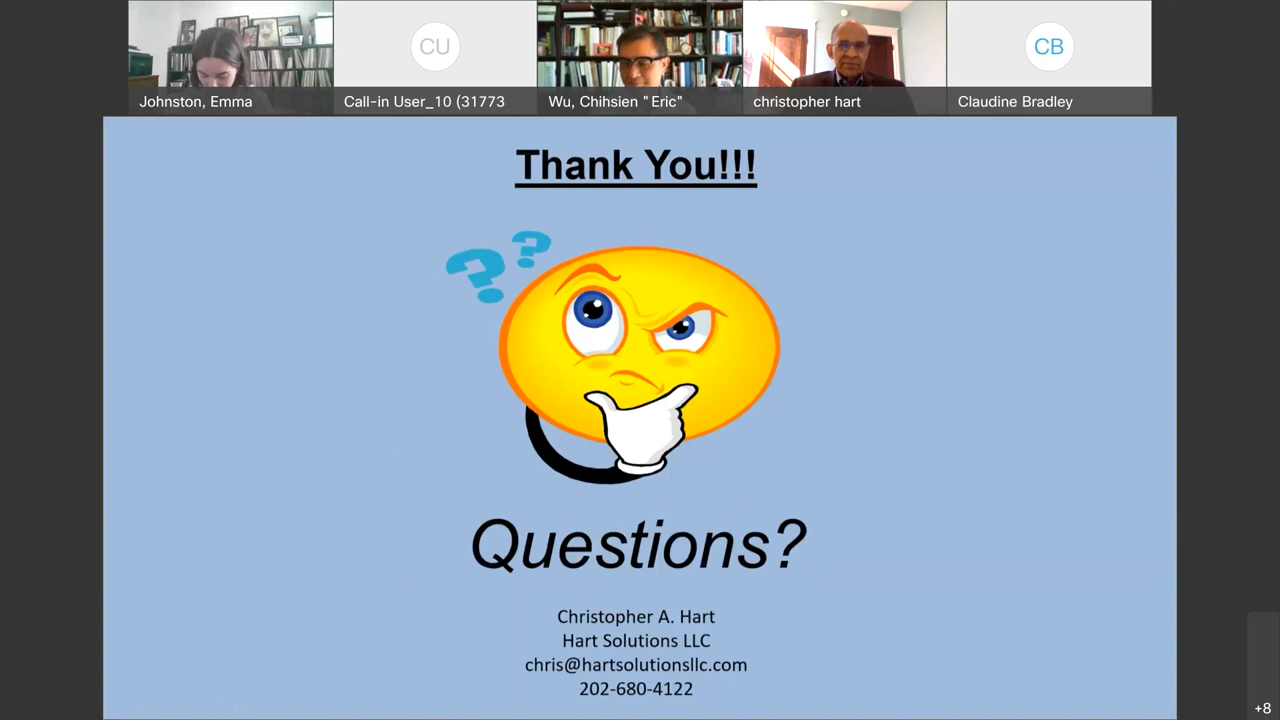 CU
CB
Johnston, Emma
Call-in User_10 (31773
Wu, Chihsien "Eric"
christopher hart
Claudine Bradley
Thank You!!!
??
Questions?
Christopher A. Hart
Hart Solutions LLC
chris@hartsolutionsllc.com
202-680-4122
+8